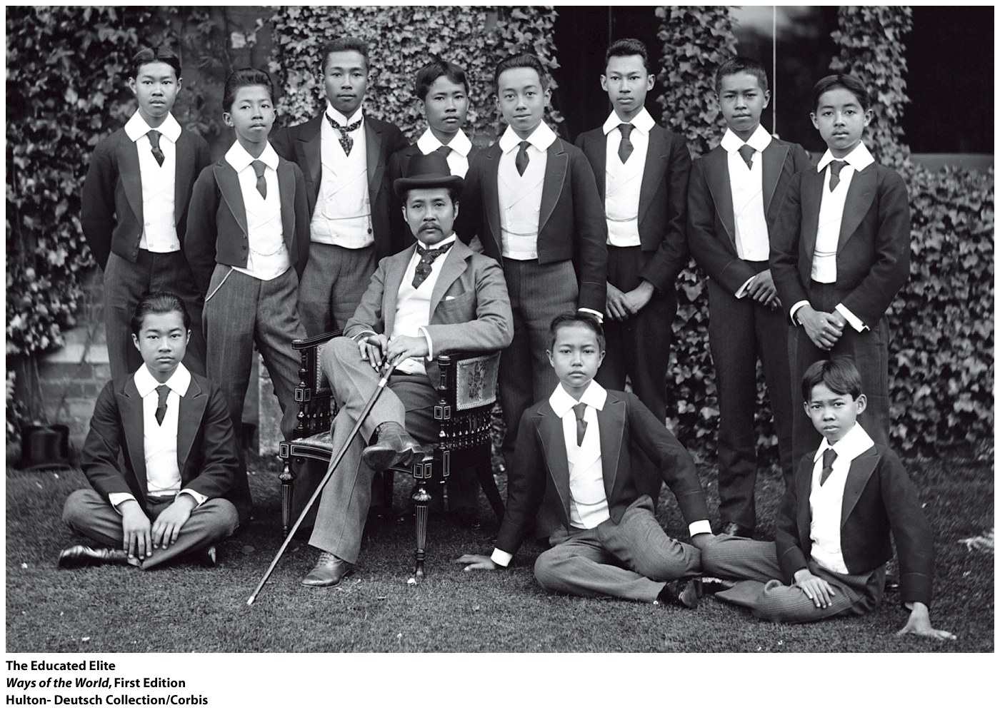 The Educated Elite
Ways of the World, First Edition
Hulton- Deutsch Collection/Corbis